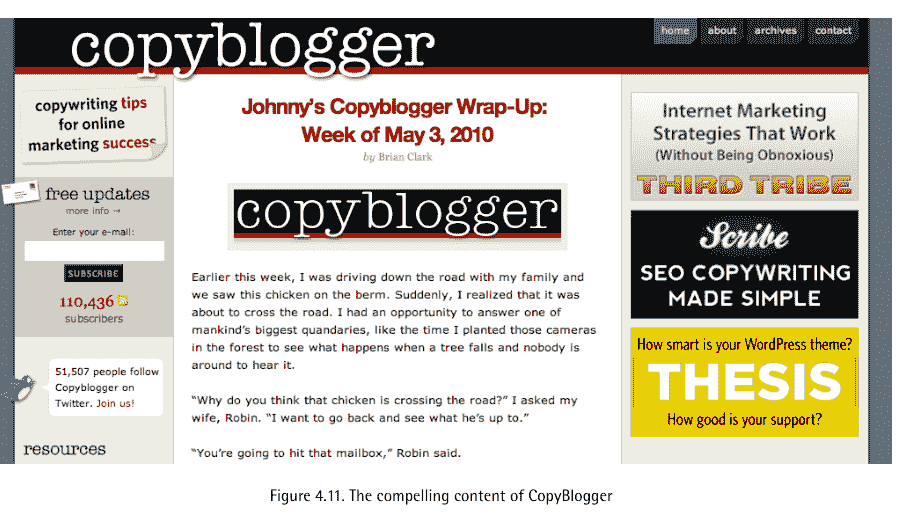 copyblogger
home about archives contact
copywriting tips
for online
marketing success
free updates
more info →
Enter your e-mail:
SUBSCRIBE
110,436
subscribers
51,507 people follow
Copyblogger on
Twitter. Join us!
resources
Johnny's Copyblogger Wrap-Up:
Week of May 3, 2010
by Brian Clark
copyblogger
Earlier this week, I was driving down the road with my family and
we saw this chicken on the berm. Suddenly, I realized that it was
about to cross the road. I had an opportunity to answer one of
mankind's biggest quandaries, like the time I planted those cameras
in the forest to see what happens when a tree falls and nobody is
around to hear it.
"Why do you think that chicken is crossing the road?" I asked my
wife, Robin. "I want to go back and see what he's up to."
"You're going to hit that mailbox," Robin said.
Internet Marketing
Strategies That Work
(Without Being Obnoxious)
THIRD TRIBE
Scribe
SEO COPYWRITING
MADE SIMPLE
How smart is your WordPress theme?
THESIS
How good is your support?
Figure 4.11. The compelling content of CopyBlogger